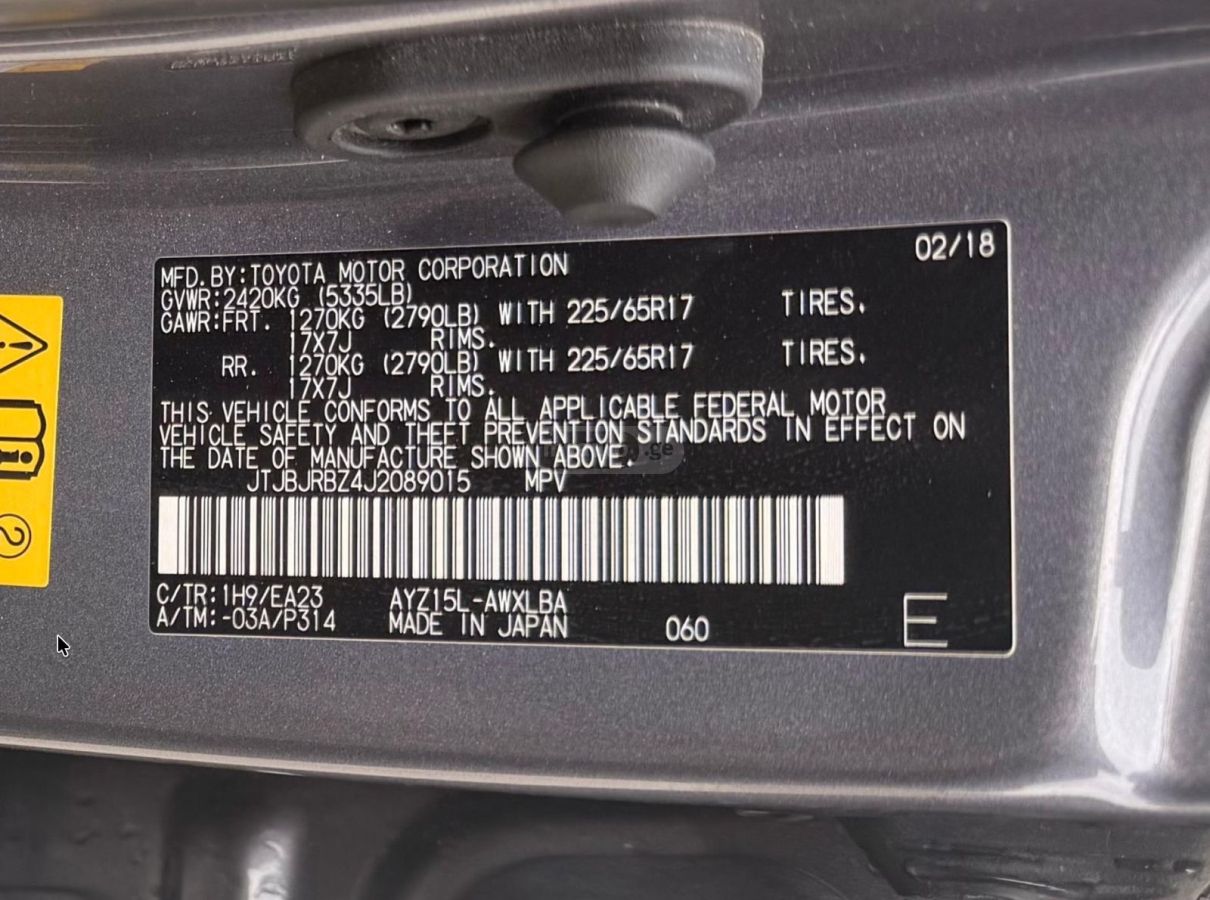 02/18
MFD.BY:TOYOTA MOTOR CORPORATION
GVWR:2420KG (5335LB)
GAWR:FRT. 1270KG (2790LB) WITH 225/65R17 TIRES.
17X7J RIMS.
RR. 1270KG (2790LB) WITH 225/65R17 TIRES.
17X7J RIMS.
THIS VEHICLE CONFORMS TO ALL APPLICABLE FEDERAL MOTOR
VEHICLE SAFETY AND THEFT PREVENTION STANDARDS IN EFFECT ON
THE DATE OF MANUFACTURE SHOWN ABOVE.
JTJBJRBZ4J2089015 MPV
C/TR:1H9/EA23 AYZ15L-AWXLBA
A/TM:-03A/P314 MADE IN JAPAN 060 E
2